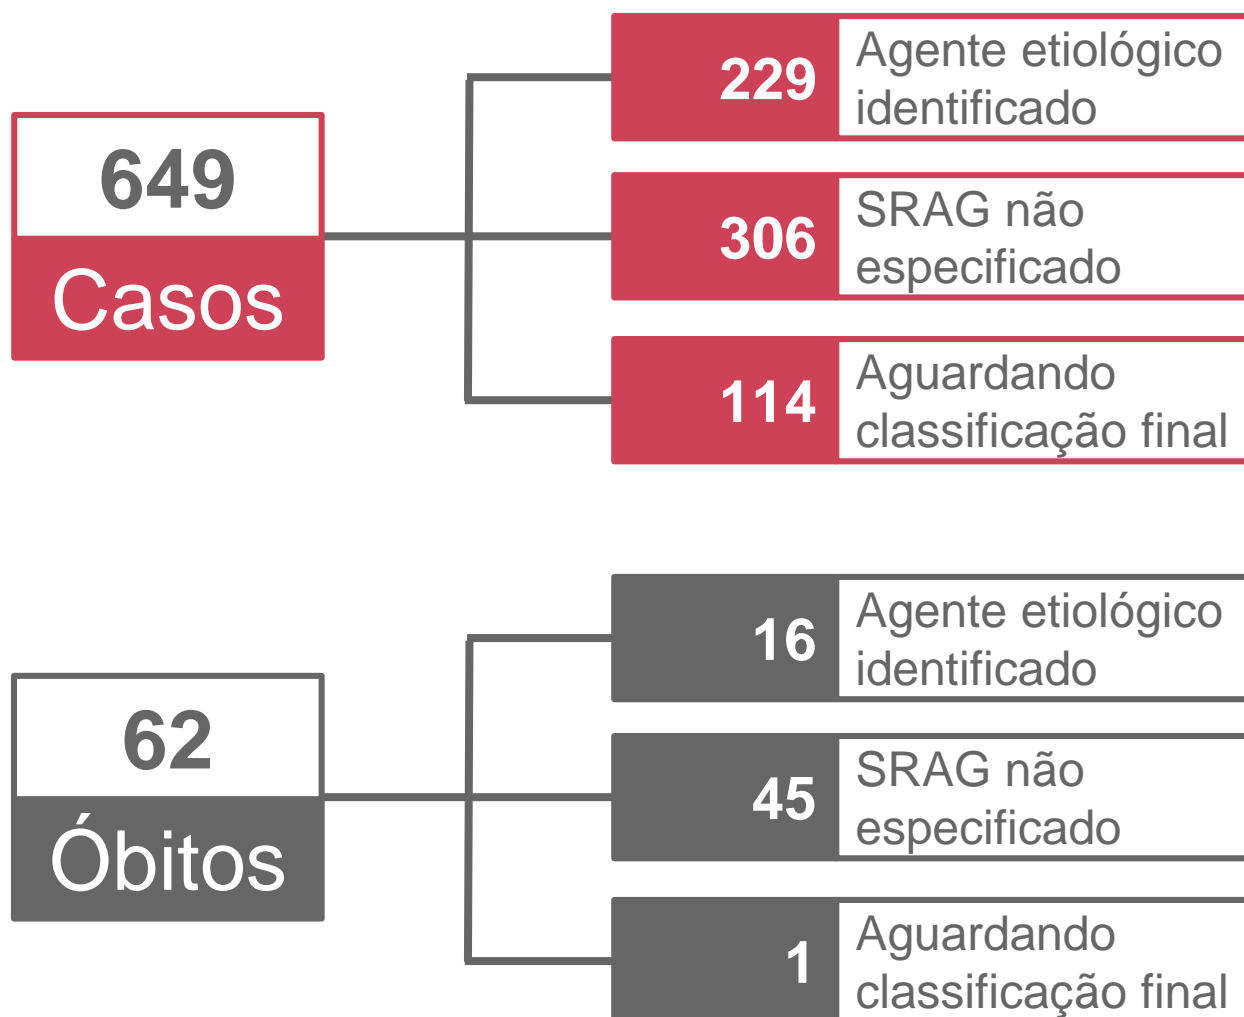 649
Casos
229
Agente etiológico
identificado
306
SRAG não
especificado
114
Aguardando
classificação final
62
Óbitos
16
Agente etiológico
identificado
45
SRAG não
especificado
1
Aguardando
classificação final